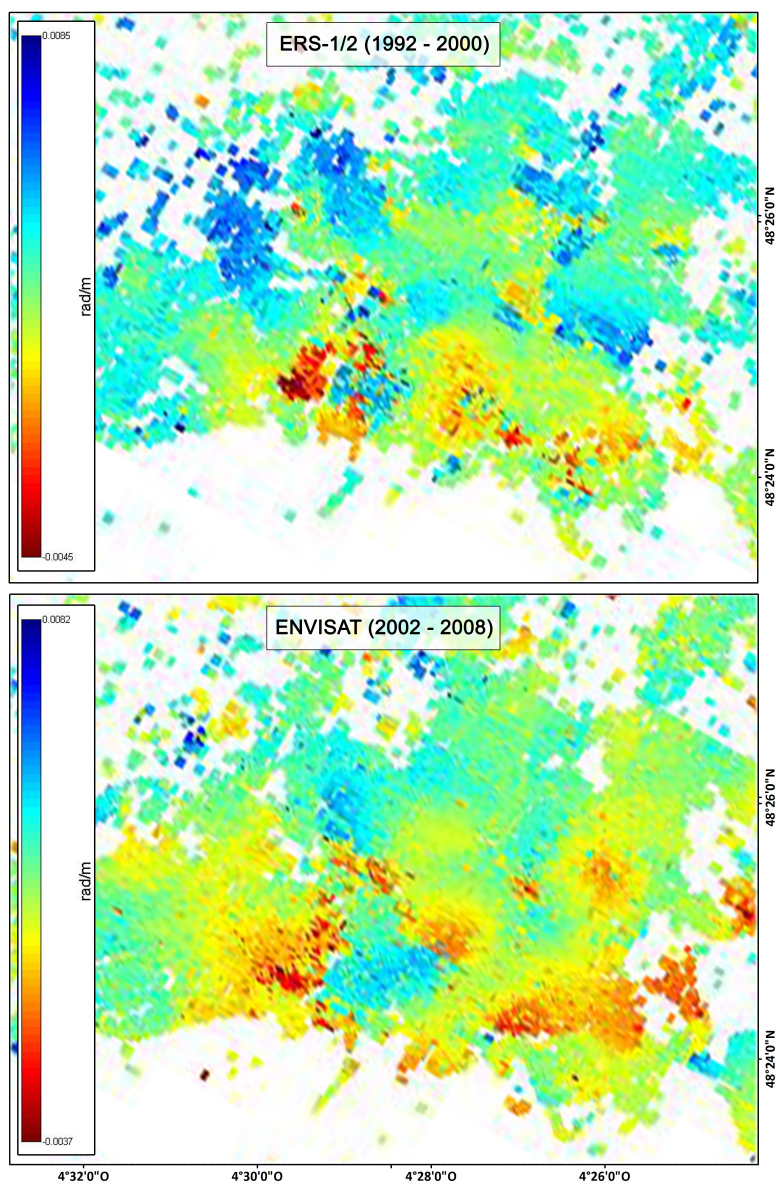 ERS-1/2 (1992 - 2000)
0.0085
rad/m
-0.0045
48°26'0"N
48°24'0"N
ENVISAT (2002 - 2008)
0.0082
rad/m
-0.0037
48°26'0"N
48°24'0"N
4°32'0"O
4°30'0"O
4°28'0"O
4°26'0"O